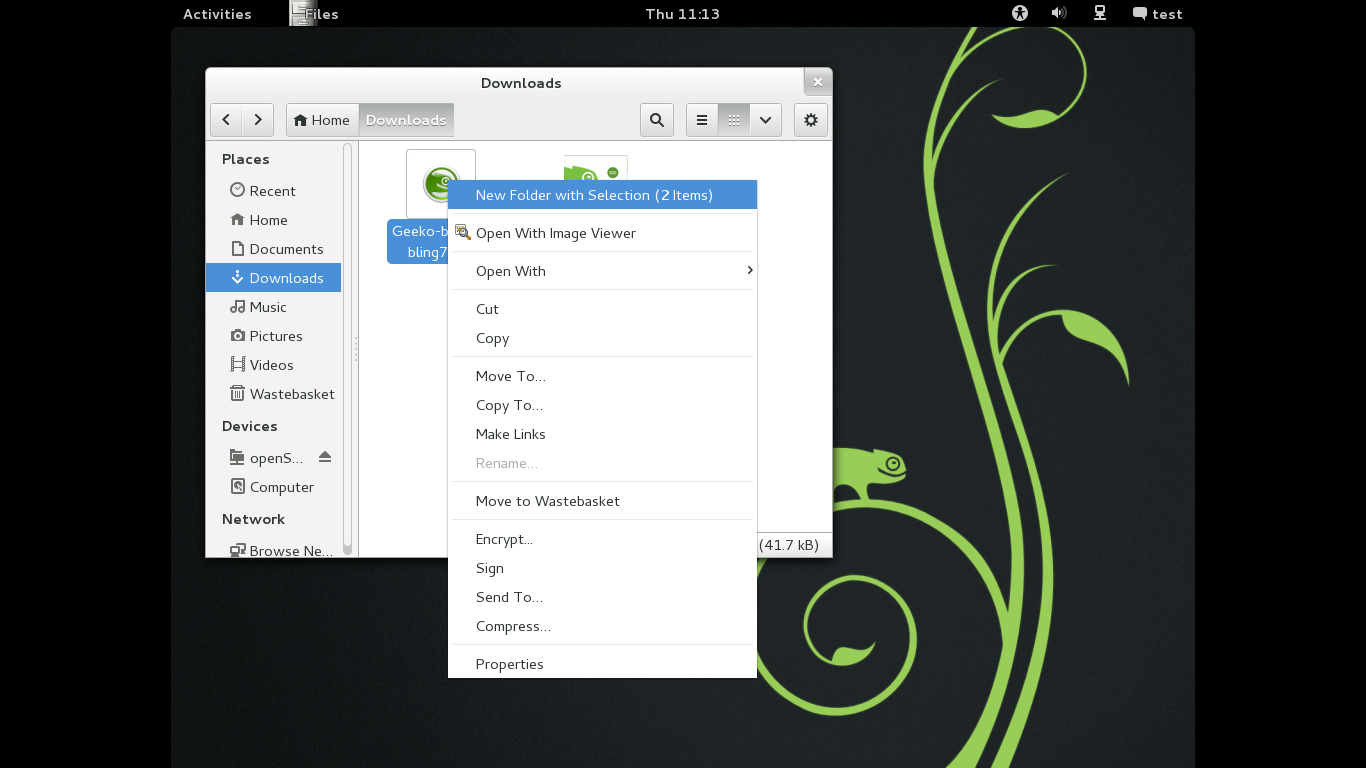 Activities
Files
Thu 11:13
test
Downloads
Home
Downloads
Places
Recent
Home
Documents
Downloads
Music
Pictures
Videos
Wastebasket
Devices
openS...
Computer
Network
Browse Ne...
Geeko-b
bling7
GO
New Folder with Selection (2 Items)
Open With Image Viewer
Open With
Cut
Copy
Move To...
Copy To...
Make Links
Rename...
Move to Wastebasket
Encrypt...
Sign
Send To...
Compress...
Properties
(41.7 kB)